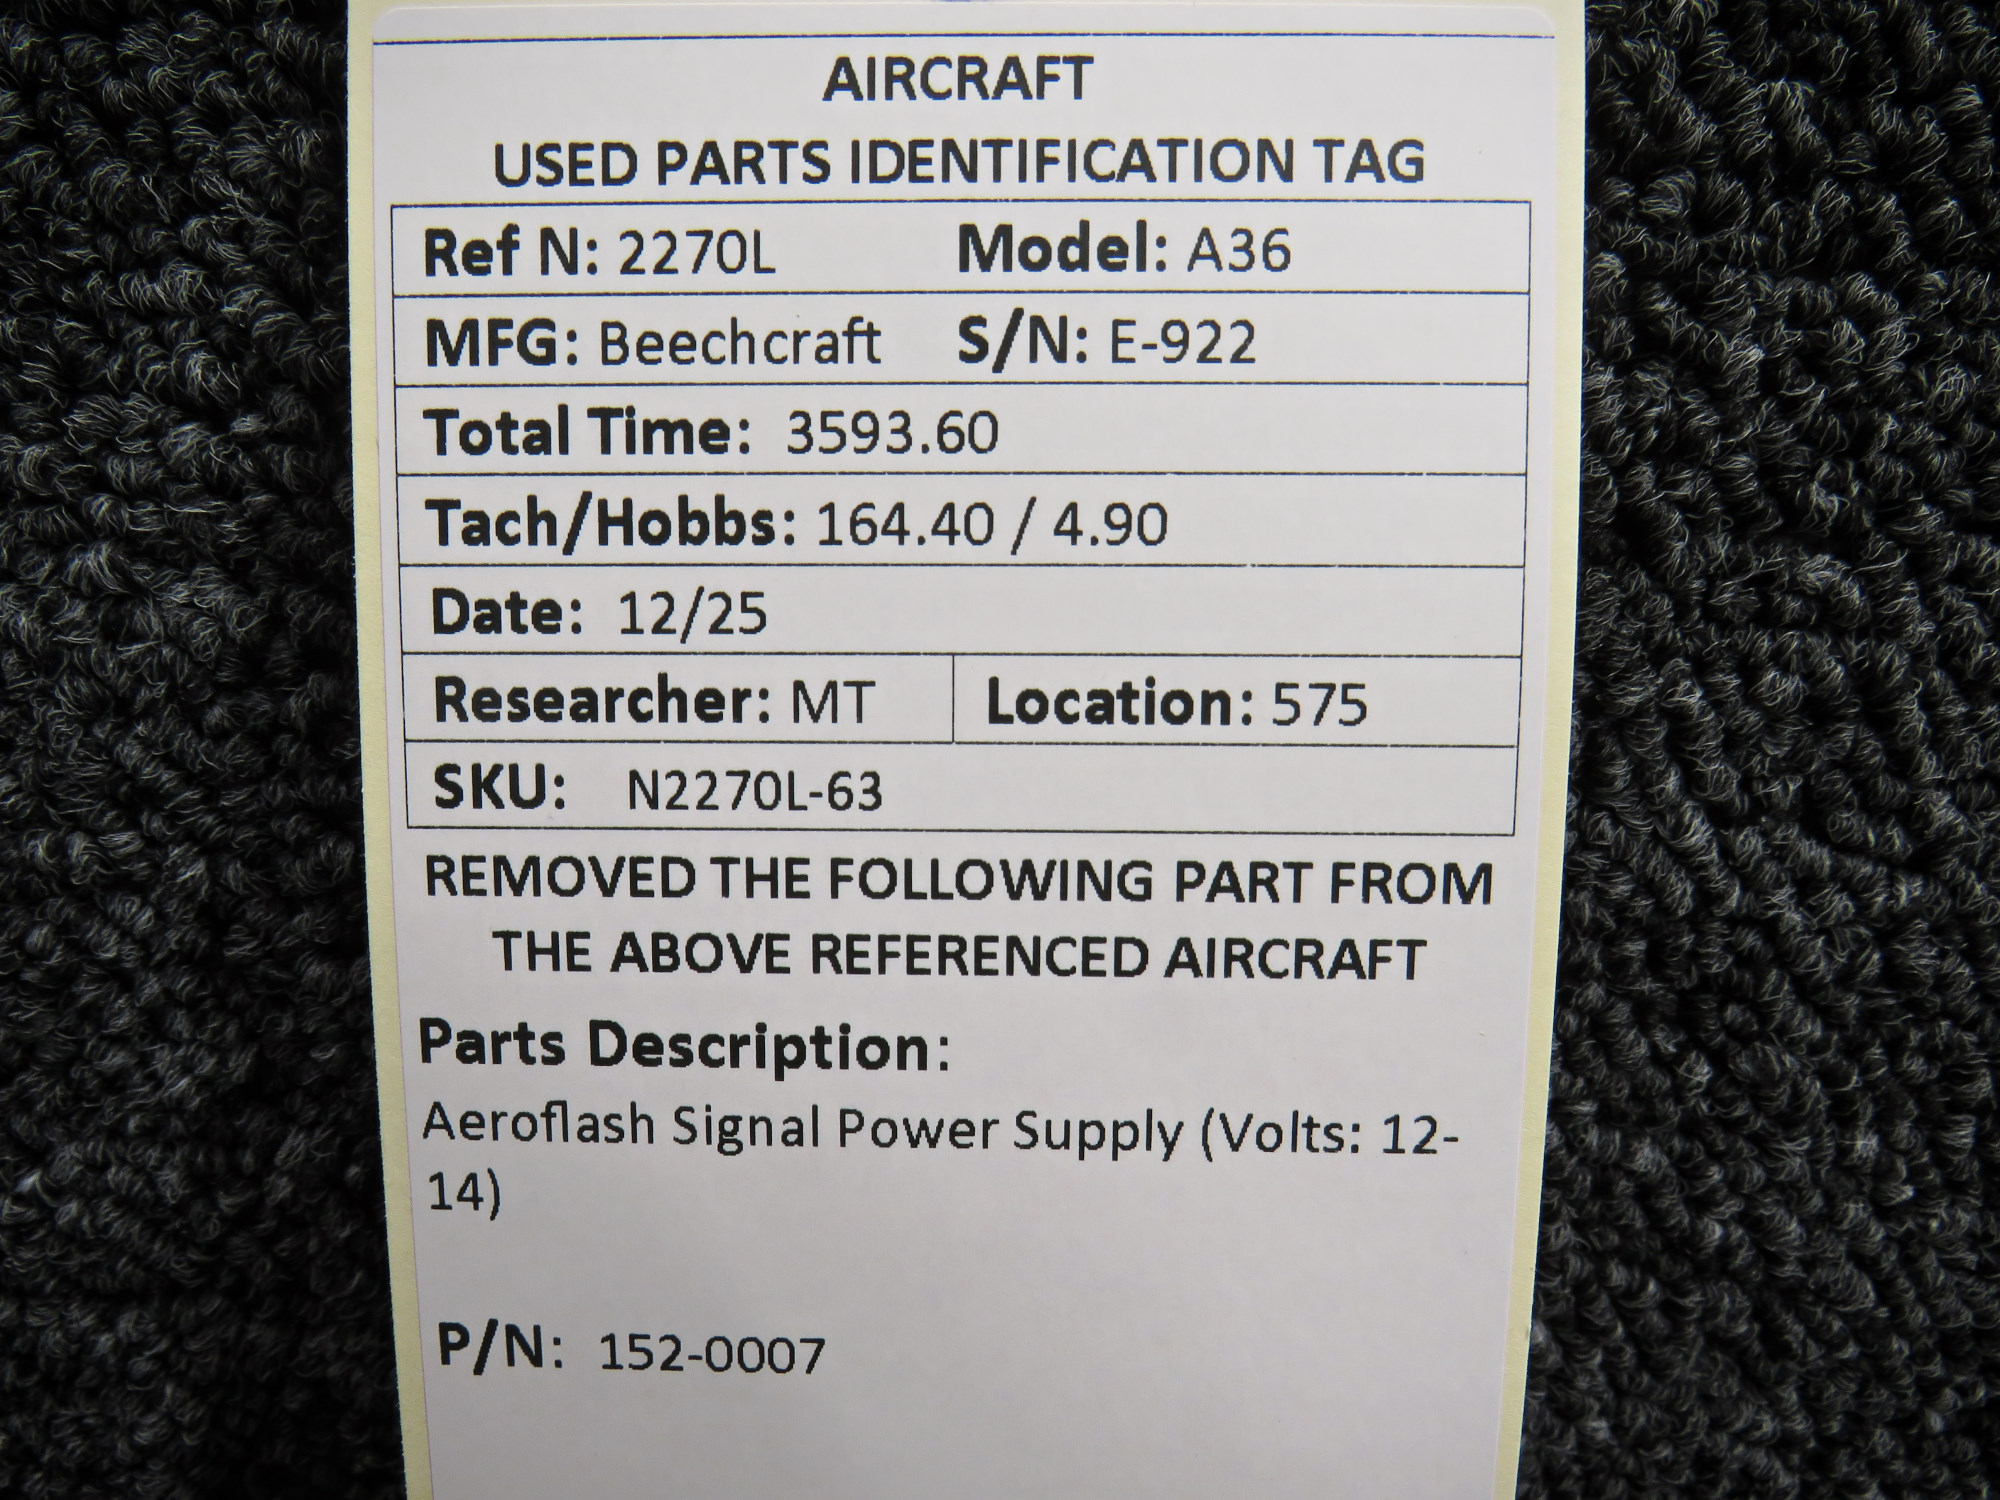 AIRCRAFT
USED PARTS IDENTIFICATION TAG
Ref N: 2270L Model: A36
MFG: Beechcraft S/N: E-922
Total Time: 3593.60
Tach/Hobbs: 164.40 / 4.90
Date: 12/25
Researcher: MT Location: 575
SKU: N2270L-63
REMOVED THE FOLLOWING PART FROM
THE ABOVE REFERENCED AIRCRAFT
Parts Description:
Aeroflash Signal Power Supply (Volts: 12-
14)
P/N: 152-0007